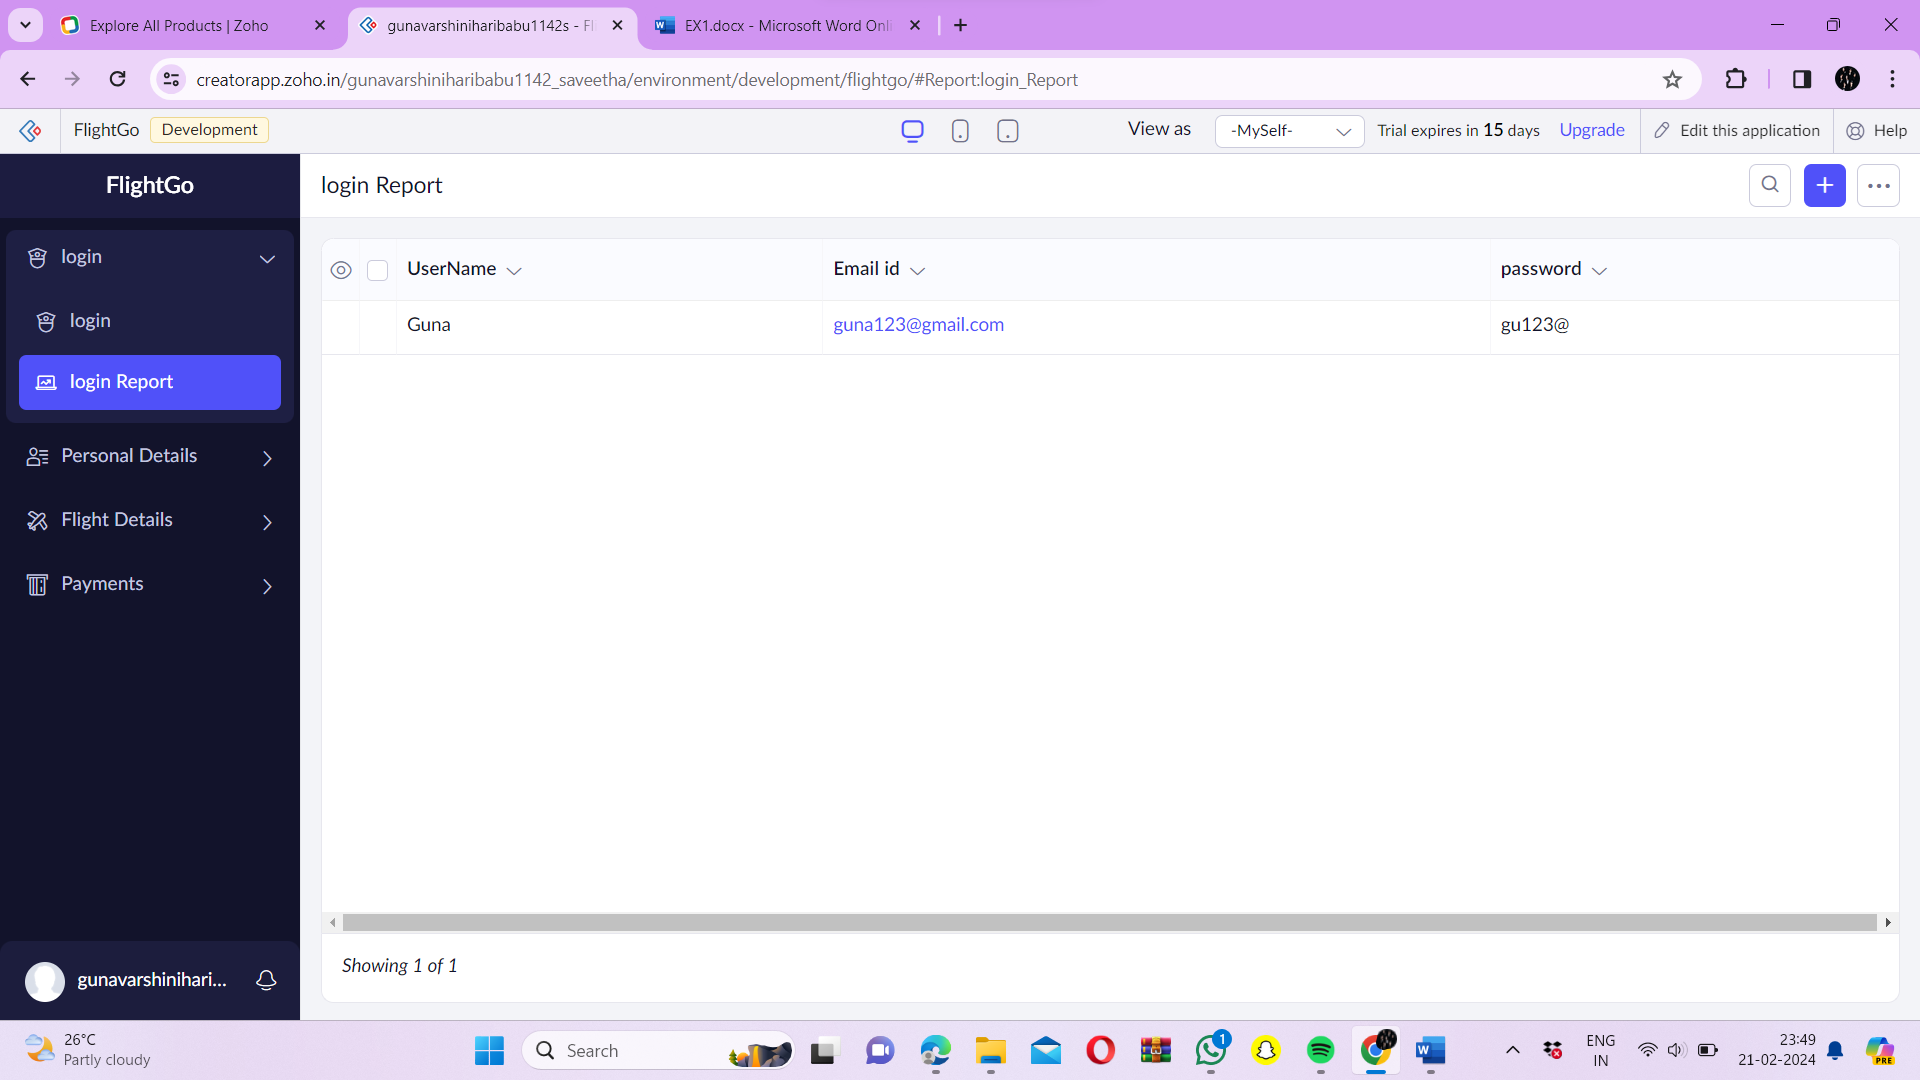 Explore All Products | Zoho
gunavarshiniharibabu1142s - Fl
EX1.docx - Microsoft Word Onli
creatorapp.zoho.in/gunavarshiniharibabu1142_saveetha/environment/development/flightgo/#Report:login_Report
FlightGo Development View as -MySelf- Trial expires in 15 days Upgrade Edit this application Help
FlightGo
login Report
login
login
login Report
Personal Details
Flight Details
Payments
UserName Email id password
Guna guna123@gmail.com gu123@
Showing 1 of 1
gunavarshinihari...
26°C
Partly cloudy
Search
1
ENG
IN
23:49
21-02-2024
PRE